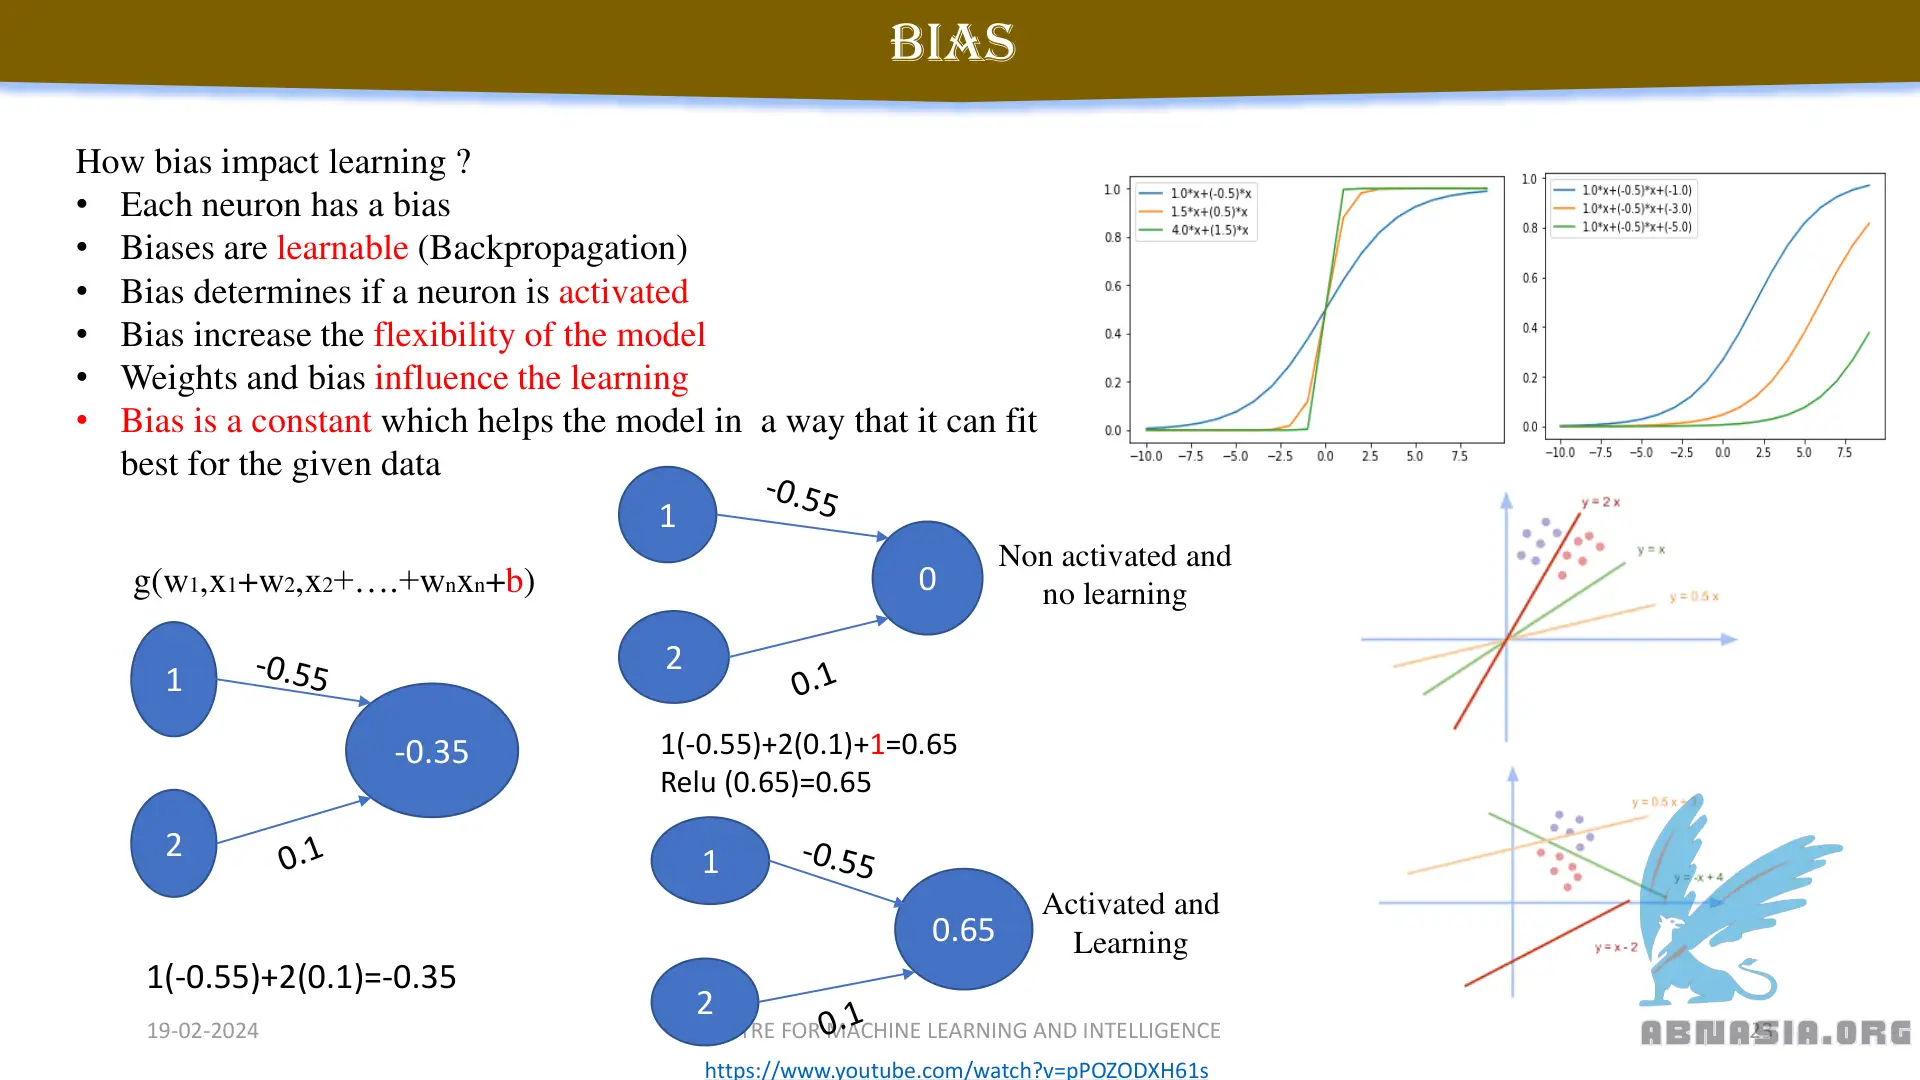 BIAS
How bias impact learning ?
• Each neuron has a bias
• Biases are learnable (Backpropagation)
• Bias determines if a neuron is activated
• Bias increase the flexibility of the model
• Weights and bias influence the learning
• Bias is a constant which helps the model in a way that it can fit
best for the given data
g(w1,x1+w2,x2+....+wnxn+b)
1
-0.55
-0.35
2
0.1
1(-0.55)+2(0.1)=-0.35
1
-0.55
0
2
0.1
Non activated and
no learning
1(-0.55)+2(0.1)+1=0.65
Relu (0.65)=0.65
1
-0.55
0.65
2
0.1
Activated and
Learning
1.0*x+(-0.5)*x
1.5*x+(0.5)*x
4.0*x+(1.5)*x
1.0
0.8
0.6
0.4
0.2
0.0
−10.0 −7.5 −5.0 −2.5 0.0 2.5 5.0 7.5
1.0*x+(-0.5)*x+(-1.0)
1.0*x+(-0.5)*x+(-3.0)
1.0*x+(-0.5)*x+(-5.0)
1.0
0.8
0.6
0.4
0.2
0.0
−10.0 −7.5 −5.0 −2.5 0.0 2.5 5.0 7.5
y = 2 x
y = x
y = 0.5 x
y = 0.5 x +
y = -x + 4
y = x - 2
19-02-2024
FOR MACHINE LEARNING AND INTELLIGENCE
ABNASIA.ORG
https://www.youtube.com/watch?v=pPOZODXH61s